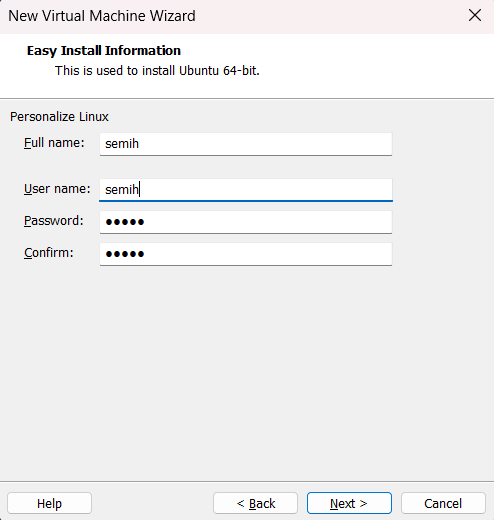 New Virtual Machine Wizard
Easy Install Information
This is used to install Ubuntu 64-bit.
Personalize Linux
Full name: semih
User name: semih
Password: ●●●●●
Confirm: ●●●●●
Help < Back Next > Cancel